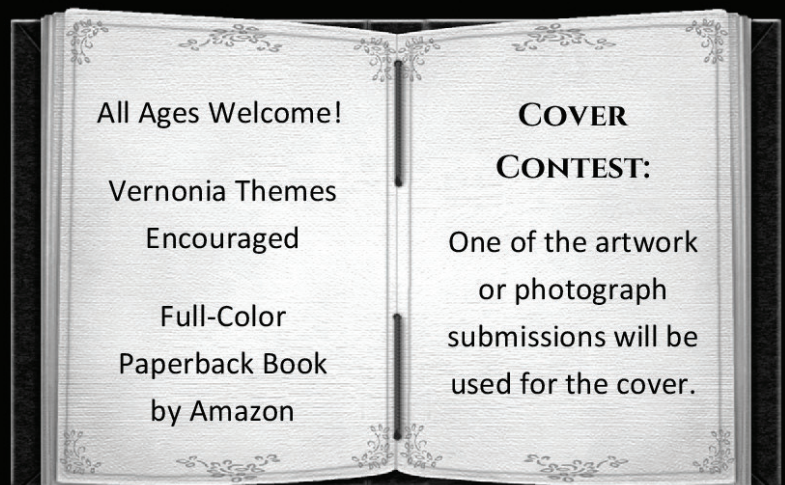 All Ages Welcome!
Vernonia Themes
Encouraged
Full-Color
Paperback Book
by Amazon
Cover
Contest:
One of the artwork
or photograph
submissions will be
used for the cover.